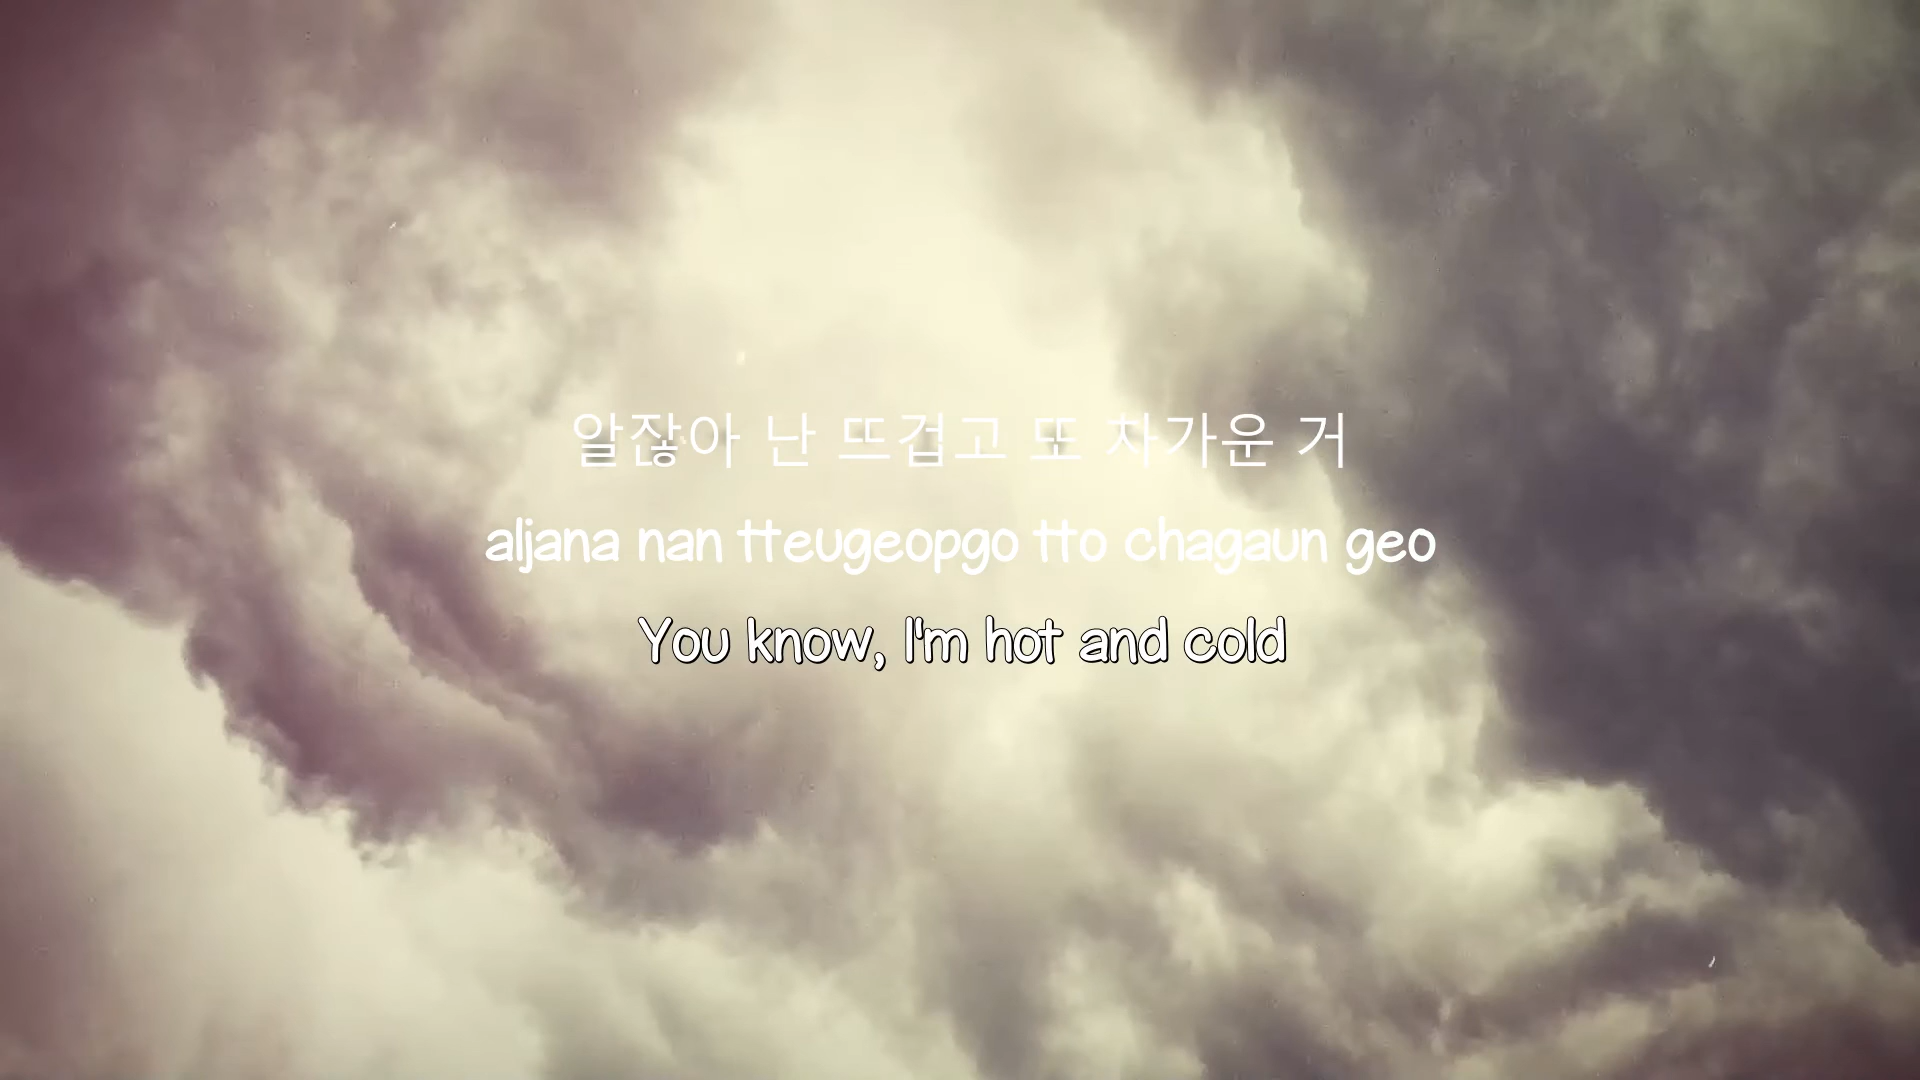 알잖아 난 뜨겁고 또 차가운 거
aljana nan tteugeopgo tto chagaun geo
You know, I'm hot and cold